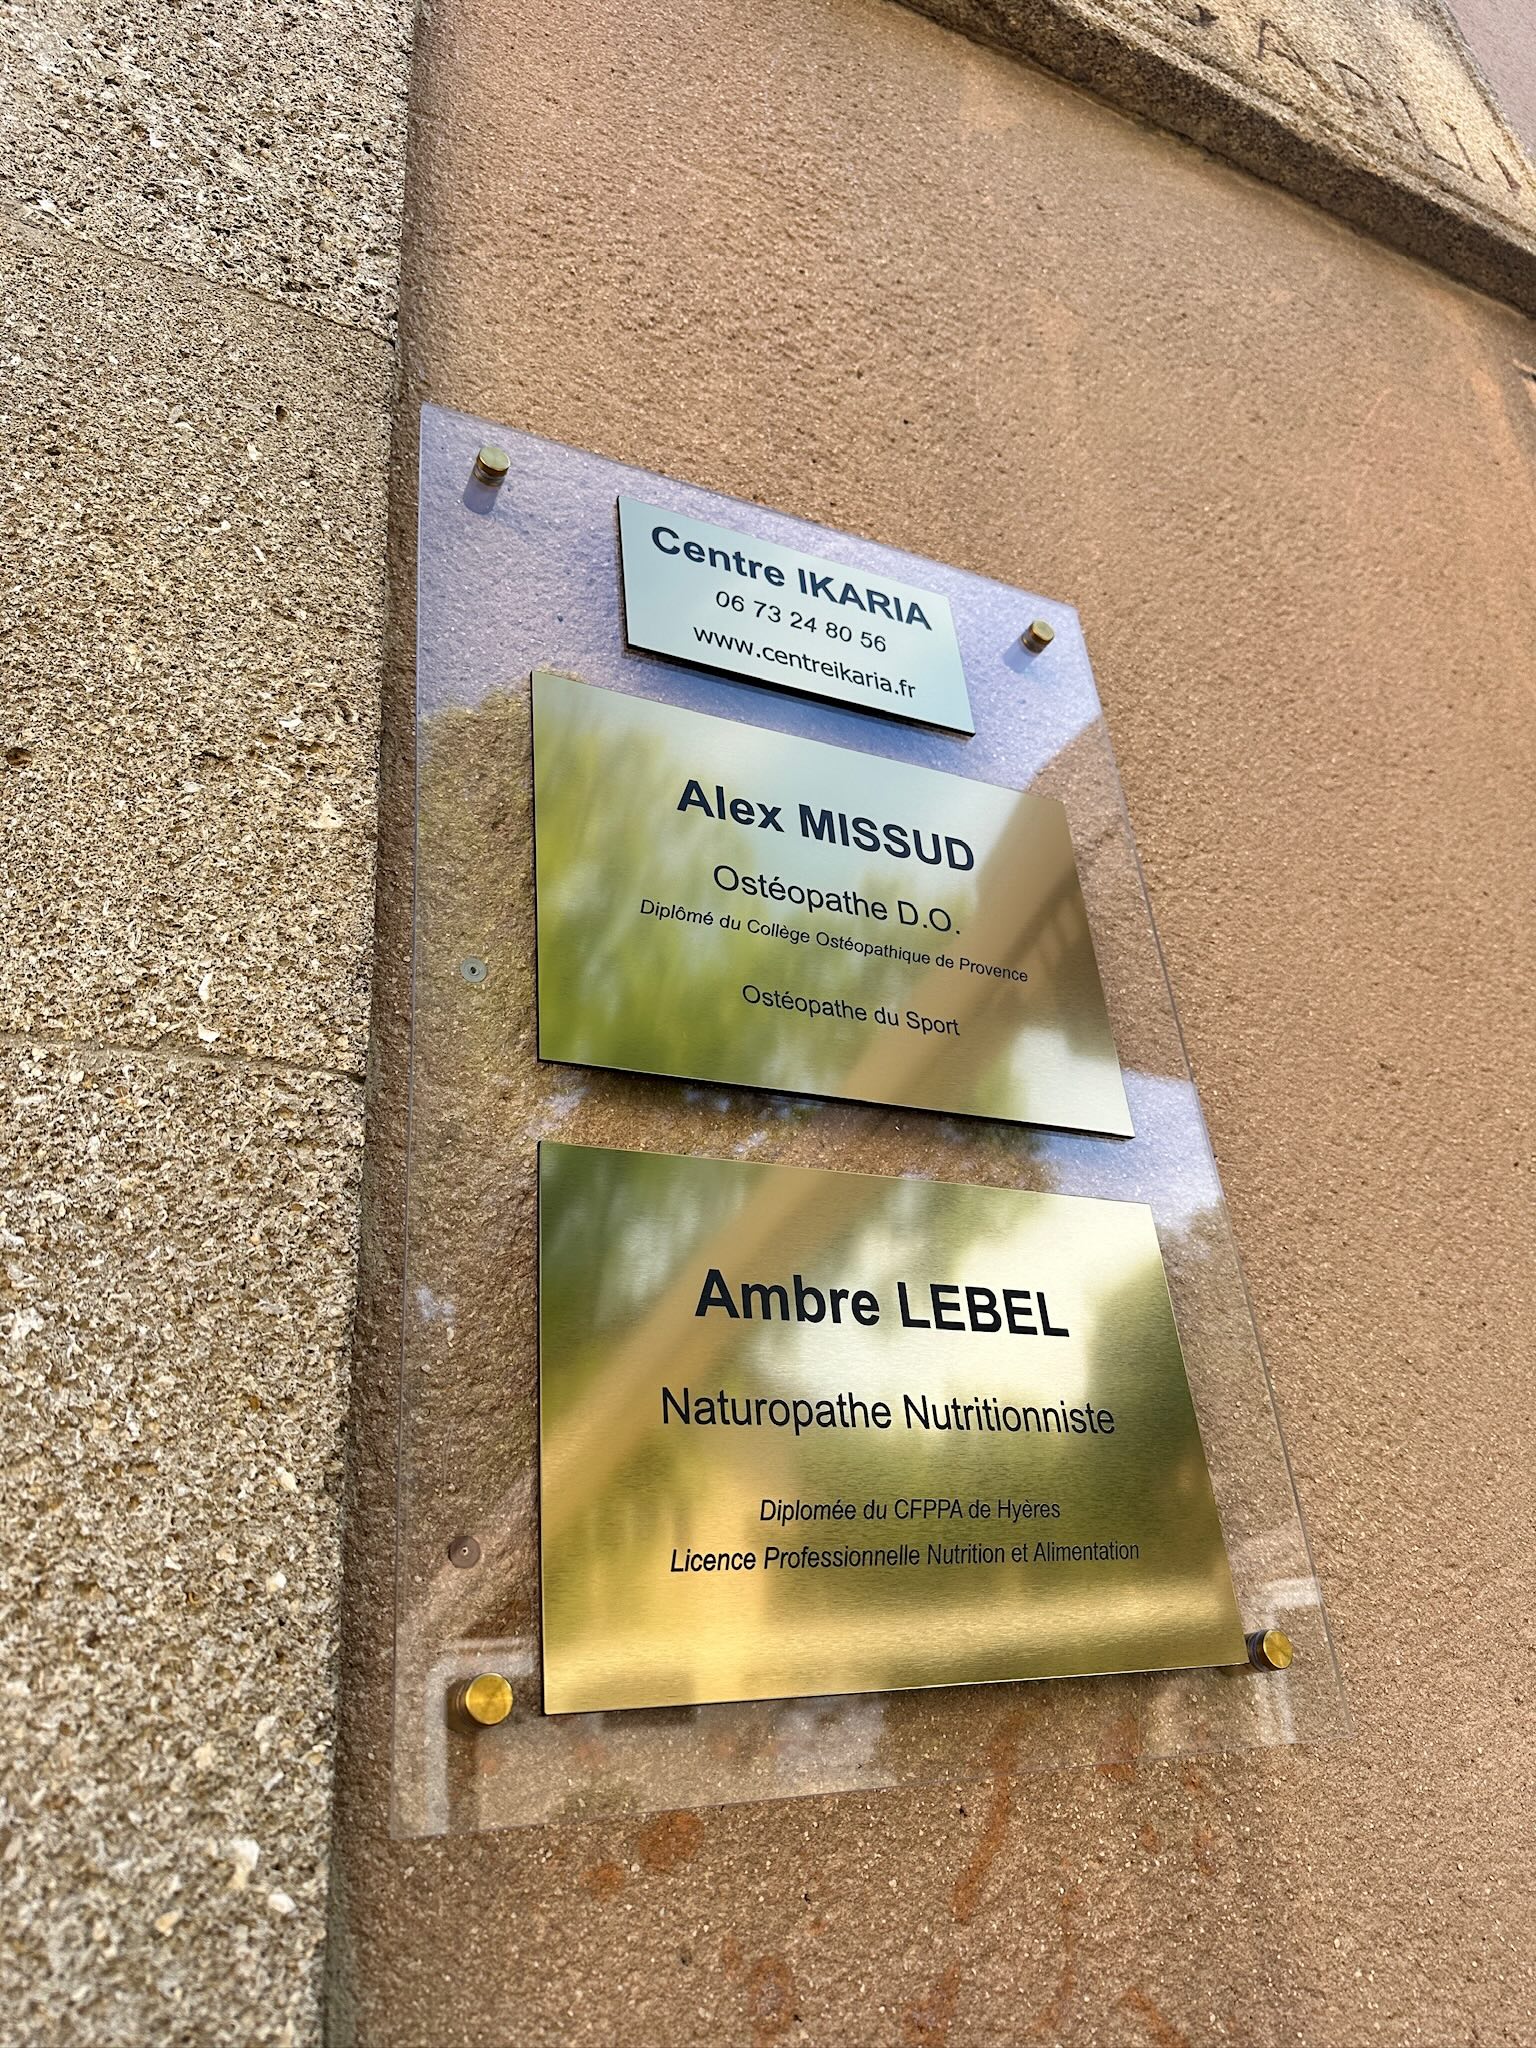 Centre IKARIA
06 73 24 80 56
www.centreikaria.fr
Alex MISSUD
Ostéopathe D.O.
Diplômé du Collège Ostéopathique de Provence
Ostéopathe du Sport
Ambre LEBEL
Naturopathe Nutritionniste
Diplomée du CFPPA de Hyères
Licence Professionnelle Nutrition et Alimentation